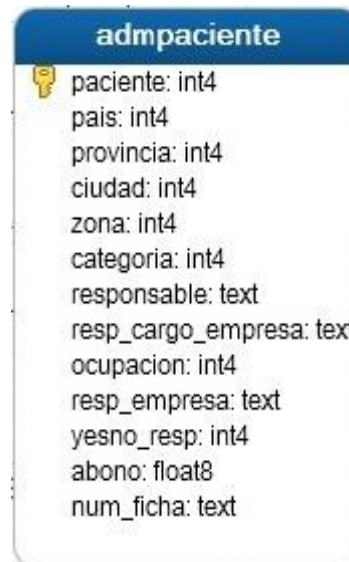 admpaciente
paciente: int4
pais: int4
provincia: int4
ciudad: int4
zona: int4
categoria: int4
responsable: text
resp_cargo_empresa: tex
ocupacion: int4
resp_empresa: text
yesno_resp: int4
abono: float8
num_ficha: text